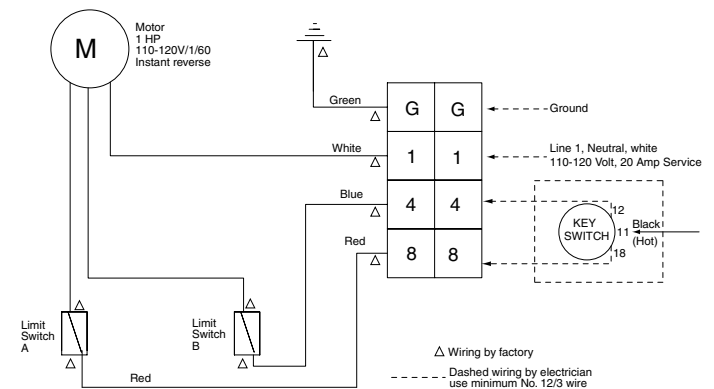 M
Motor
1 HP
110-120V/1/60
Instant reverse
Green
G G
Ground
White
1 1
Line 1, Neutral, white
110-120 Volt, 20 Amp Service
Blue
4 4
Red
8 8
KEY
SWITCH
12
11
18
Black
(Hot)
Limit
Switch
A
Limit
Switch
B
Red
△ Wiring by factory
Dashed wiring by electrician
use minimum No. 12/3 wire